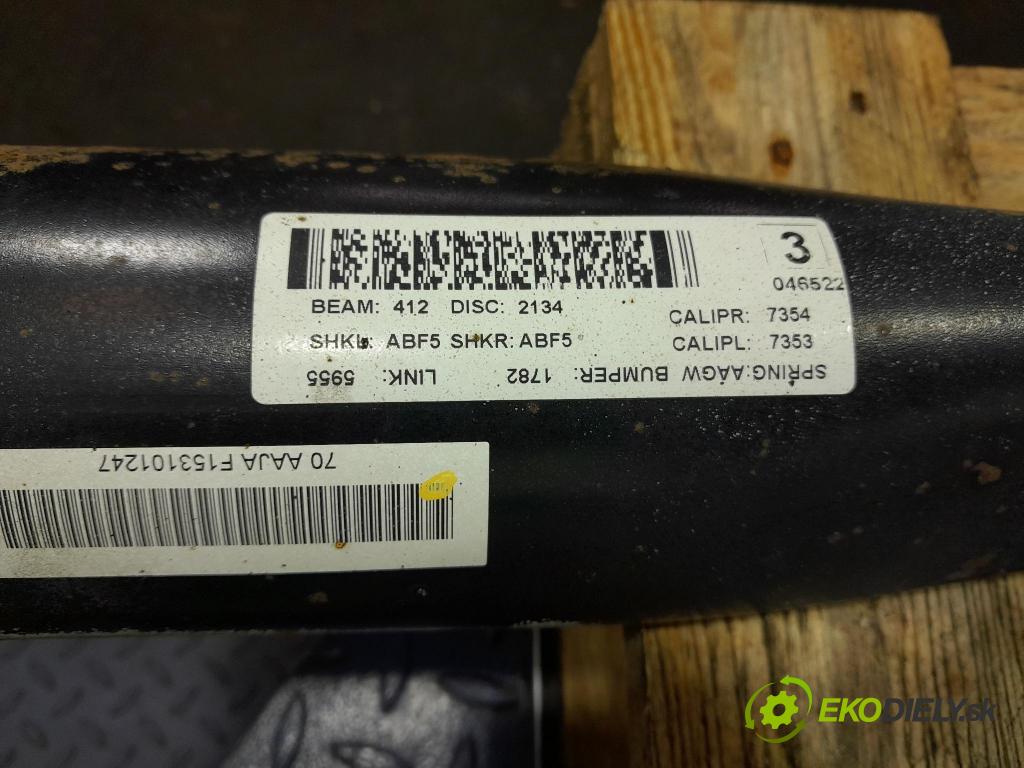 3
046522
BEAM: 412 DISC: 2134
CALIPR: 7354
SHKL: ABF5 SHKR: ABF5
CALIPL: 7353
SPRING: AAGW BUMPER: 1782 LINK: 5955
70 AAJA F153101247
EKODIELY.sk